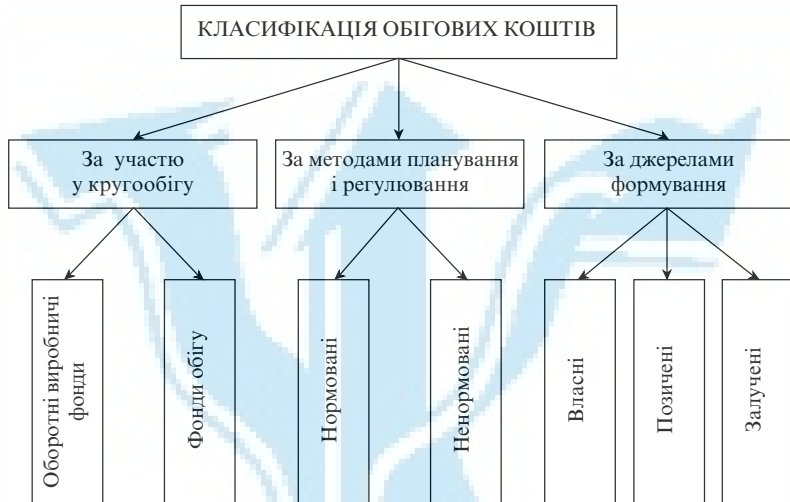 КЛАСИФІКАЦІЯ ОБІГОВИХ КОШТІВ
За участю
у кругообігу
За методами планування
і регулювання
За джерелами
формування
Оборотні виробничі
фонди
Фонди обігу
Нормовані
Ненормовані
Власні
Позичені
Залучені